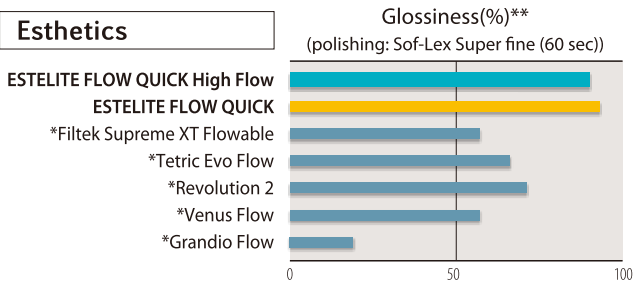 Esthetics
Glossiness(%)**
(polishing: Sof-Lex Super fine (60 sec))
ESTELITE FLOW QUICK High Flow
ESTELITE FLOW QUICK
*Filtek Supreme XT Flowable
*Tetric Evo Flow
*Revolution 2
*Venus Flow
*Grandio Flow
0 50 100